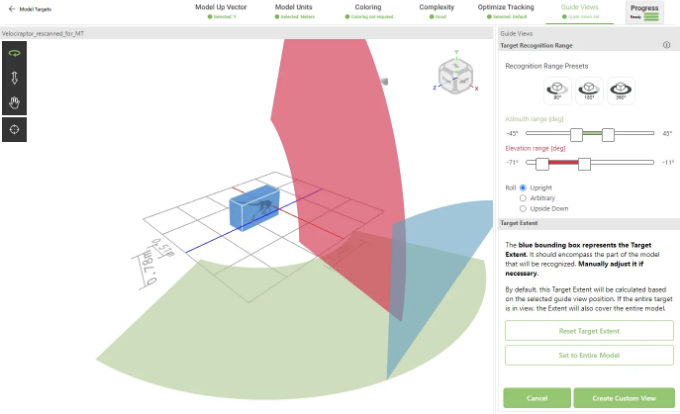 Model Targets
Model Up Vector
Selected: Y
Model Units
Selected: Meters
Coloring
Coloring not required
Complexity
Good
Optimize Tracking
Selected: Default
Guide Views
Guide Views set
Progress
Ready
Velociraptor_rescanned_for_MT
Guide Views
Target Recognition Range
Recognition Range Presets
90°
180°
360°
Azimuth range [deg]
-45°
45°
Elevation range [deg]
-71°
-11°
Roll
Upright
Arbitrary
Upside Down
Target Extent
The blue bounding box represents the Target
Extent. It should encompass the part of the model
that will be recognized. Manually adjust it if
necessary.
By default, this Target Extent will be calculated based
on the selected guide view position. If the entire target
is in view, the Extent will also cover the entire model.
Reset Target Extent
Set to Entire Model
Cancel
Create Custom View
Y
Z
X
0.78m